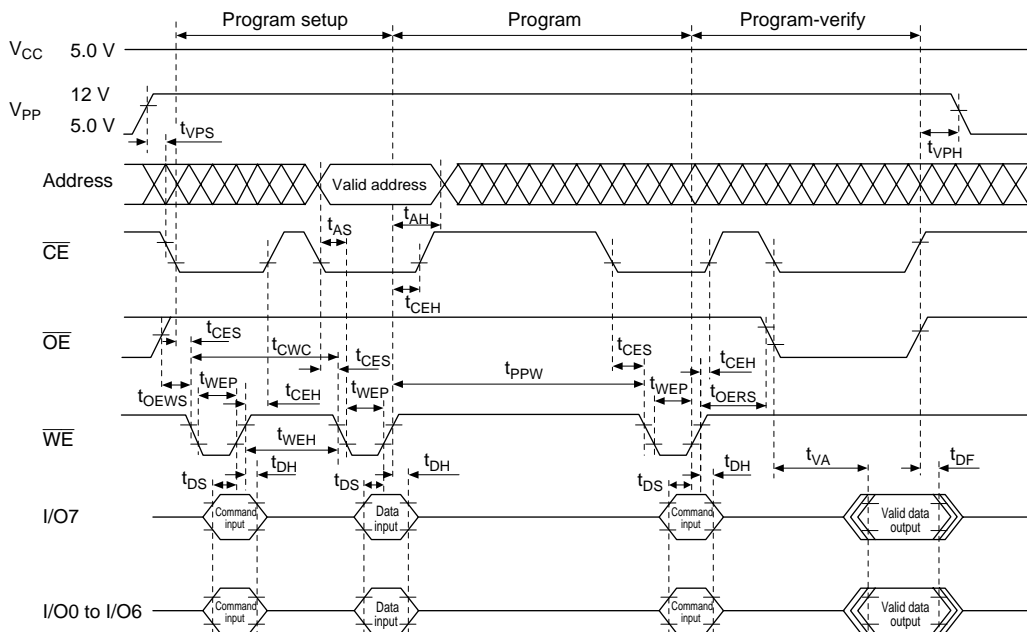 Program setup Program Program-verify
VCC 5.0 V
12 V
VPP
5.0 V
tVPS
tVPH
Address Valid address
tAH
tAS
CE
tCEH
OE
tCES tCWC tCES tCES tCEH
tWEP tWEP tPPW tWEP
tOEWS tCEH tOERS
WE
tWEH tVA
tDS tDH tDS tDH tDS tDH tDF
I/O7 Command input Data input Command input Valid data output
I/O0 to I/O6 Command input Data input Command input Valid data output